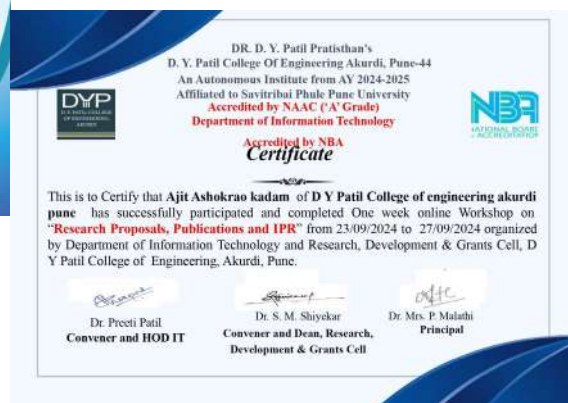 DR. D. Y. Patil Pratisthan's
D. Y. Patil College Of Engineering Akurdi, Pune-44
An Autonomous Institute from AY 2024-2025
Affiliated to Savitribai Phule Pune University
Accredited by NAAC ('A' Grade)
Department of Information Technology
Accredited by NBA
DYP
D. Y. PATIL COLLEGE
OF ENGINEERING
AKURDI
NBA
NATIONAL BOARD
of ACCREDITATION
Certificate
This is to Certify that Ajit Ashokrao kadam of D Y Patil College of engineering akurdi
pune has successfully participated and completed One week online Workshop on
“Research Proposals, Publications and IPR” from 23/09/2024 to 27/09/2024 organized
by Department of Information Technology and Research, Development & Grants Cell, D
Y Patil College of Engineering, Akurdi, Pune.
Dr. Preeti Patil
Convener and HOD IT
Dr. S. M. Shiyekar
Convener and Dean, Research,
Development & Grants Cell
Dr. Mrs. P. Malathi
Principal